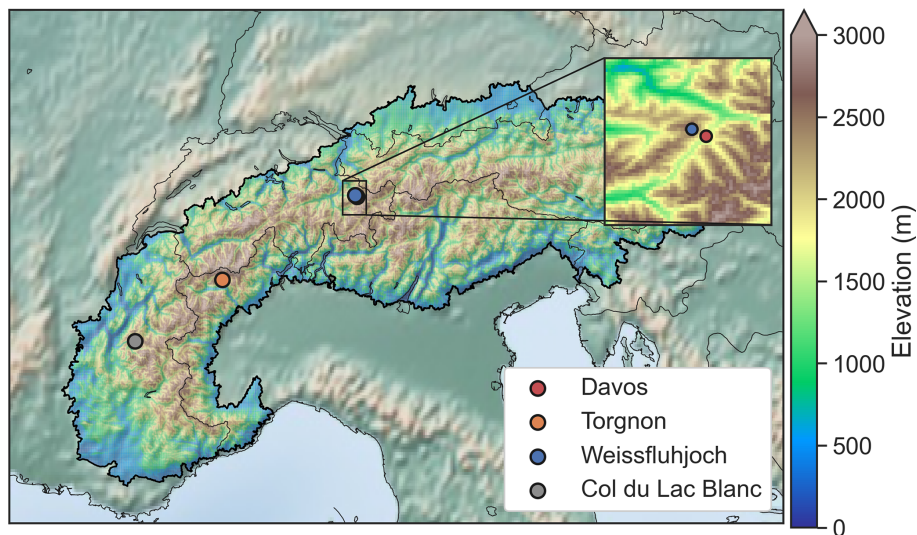 3000
2500
2000
1500
1000
500
0
Elevation (m)
Davos
Torgnon
Weissfluhjoch
Col du Lac Blanc